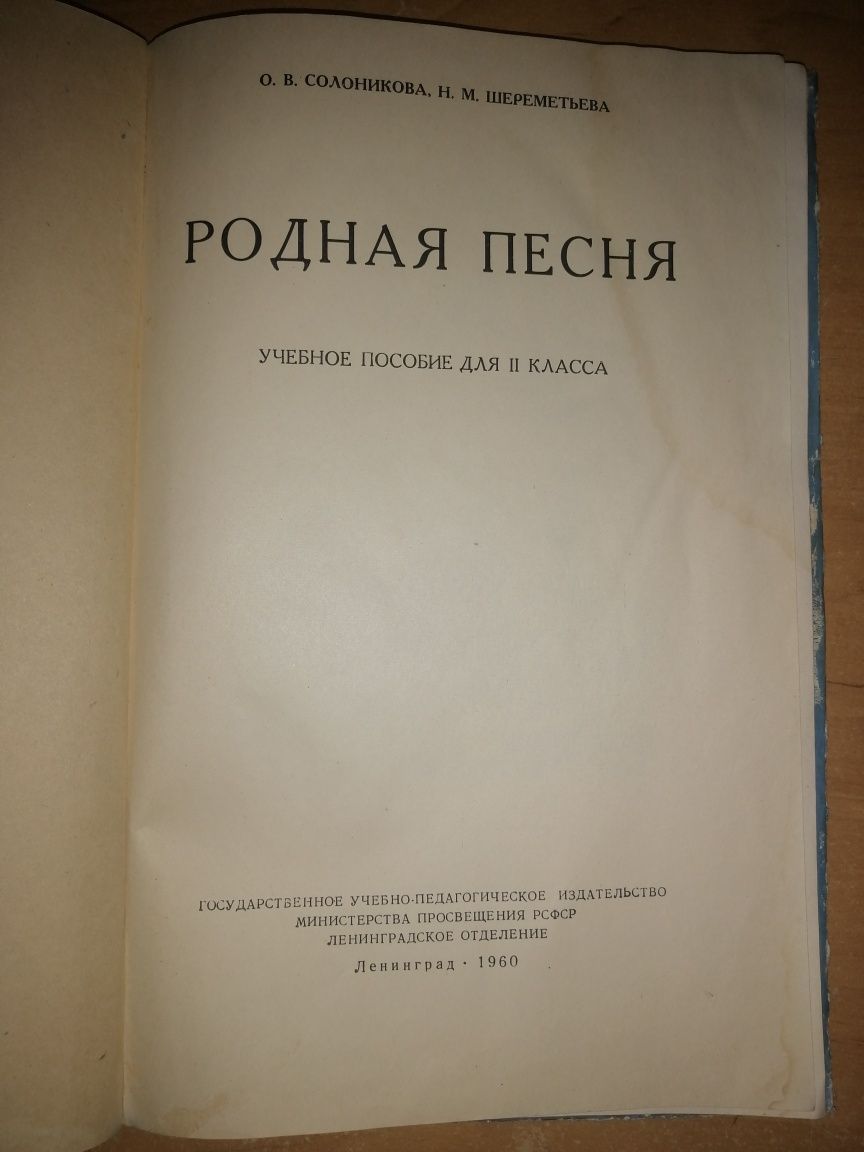 О. В. СОЛОНИКОВА, Н. М. ШЕРЕМЕТЬЕВА
РОДНАЯ ПЕСНЯ
УЧЕБНОЕ ПОСОБИЕ ДЛЯ II КЛАССА
ГОСУДАРСТВЕННОЕ УЧЕБНО-ПЕДАГОГИЧЕСКОЕ ИЗДАТЕЛЬСТВО
МИНИСТЕРСТВА ПРОСВЕЩЕНИЯ РСФСР
ЛЕНИНГРАДСКОЕ ОТДЕЛЕНИЕ
Ленинград · 1960